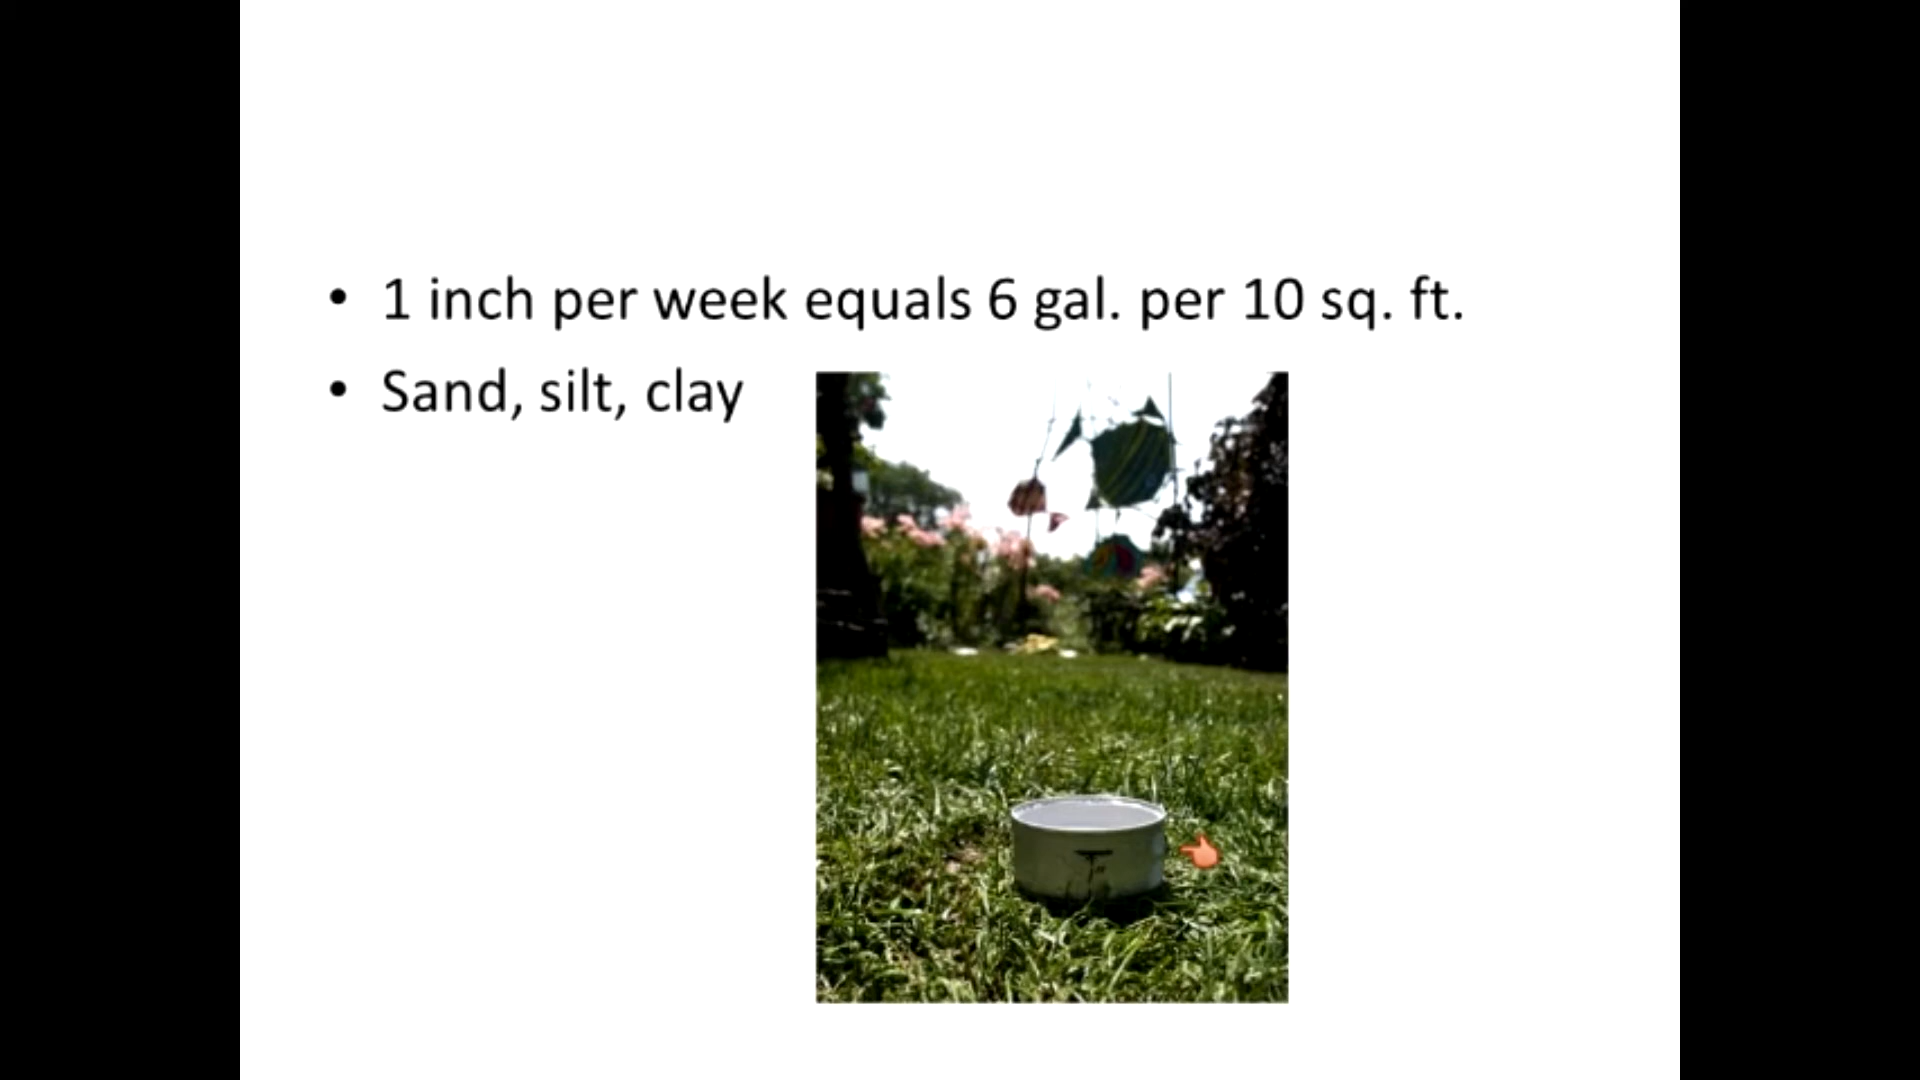 • 1 inch per week equals 6 gal. per 10 sq. ft.
• Sand, silt, clay